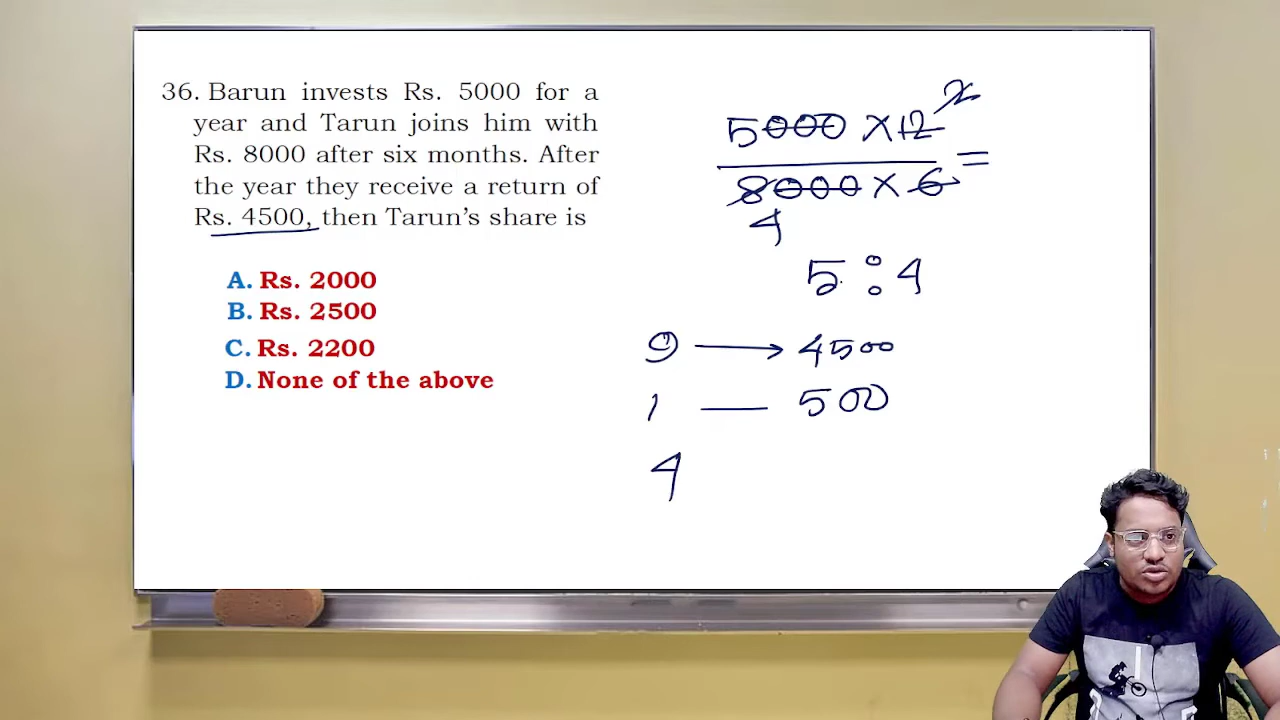 36. Barun invests Rs. 5000 for a
year and Tarun joins him with
Rs. 8000 after six months. After
the year they receive a return of
Rs. 4500, then Tarun's share is
A. Rs. 2000
B. Rs. 2500
C. Rs. 2200
D. None of the above
5000 × 12 2
8000 × 6 =
4
5 : 4
9 → 4500
1 — 500
4